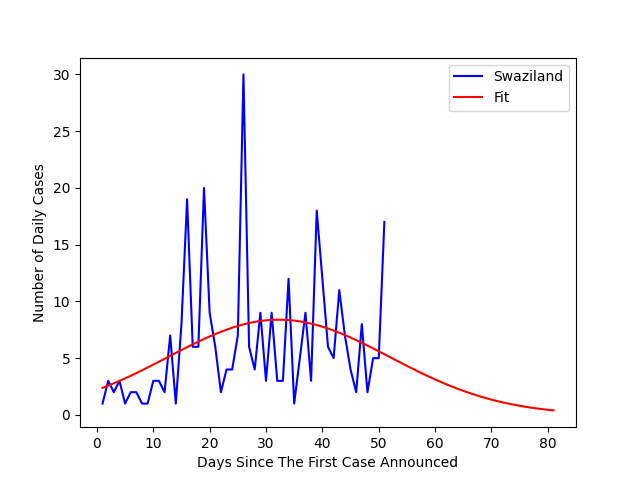 Swaziland
Fit
Number of Daily Cases
30
25
20
15
10
5
0
0 10 20 30 40 50 60 70 80
Days Since The First Case Announced